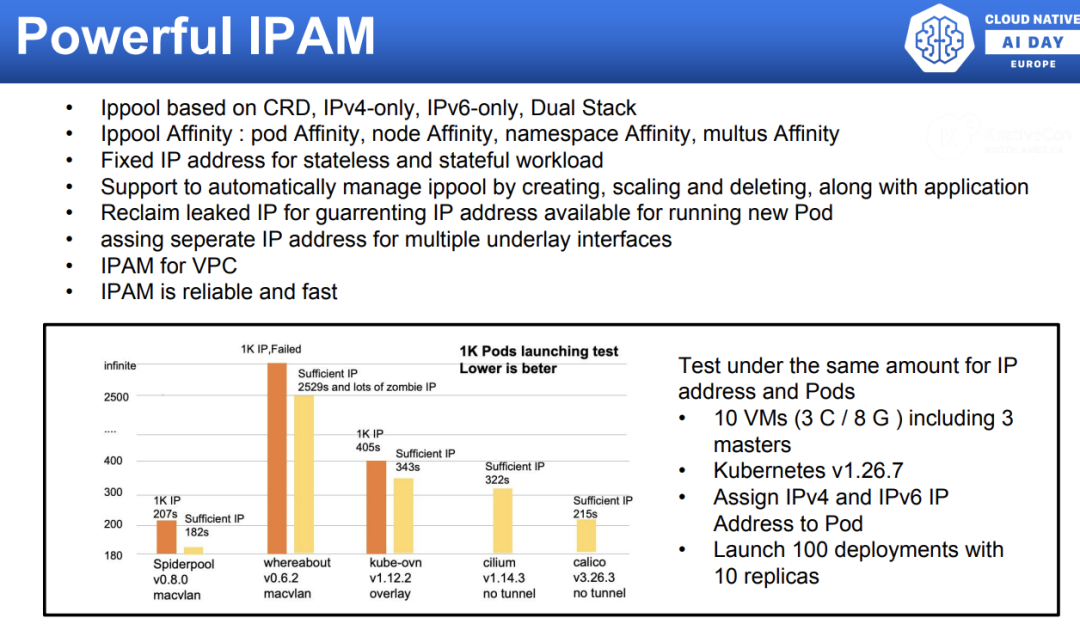 Powerful IPAM
CLOUD NATIVE
AI DAY
EUROPE
• Ippool based on CRD, IPv4-only, IPv6-only, Dual Stack
• Ippool Affinity : pod Affinity, node Affinity, namespace Affinity, multus Affinity
• Fixed IP address for stateless and stateful workload
• Support to automatically manage ippool by creating, scaling and deleting, along with application
• Reclaim leaked IP for guarrenting IP address available for running new Pod
• assing seperate IP address for multiple underlay interfaces
• IPAM for VPC
• IPAM is reliable and fast
1K Pods launching test
Lower is beter
infinite
2500
....
400
300
200
180
1K IP
207s
Sufficient IP
182s
1K IP,Failed
Sufficient IP
2529s and lots of zombie IP
1K IP
405s
Sufficient IP
343s
Sufficient IP
322s
Sufficient IP
215s
Spiderpool
v0.8.0
macvlan
whereabout
v0.6.2
macvlan
kube-ovn
v1.12.2
overlay
cilium
v1.14.3
no tunnel
calico
v3.26.3
no tunnel
Test under the same amount for IP
address and Pods
• 10 VMs (3 C / 8 G ) including 3
masters
• Kubernetes v1.26.7
• Assign IPv4 and IPv6 IP
Address to Pod
• Launch 100 deployments with
10 replicas